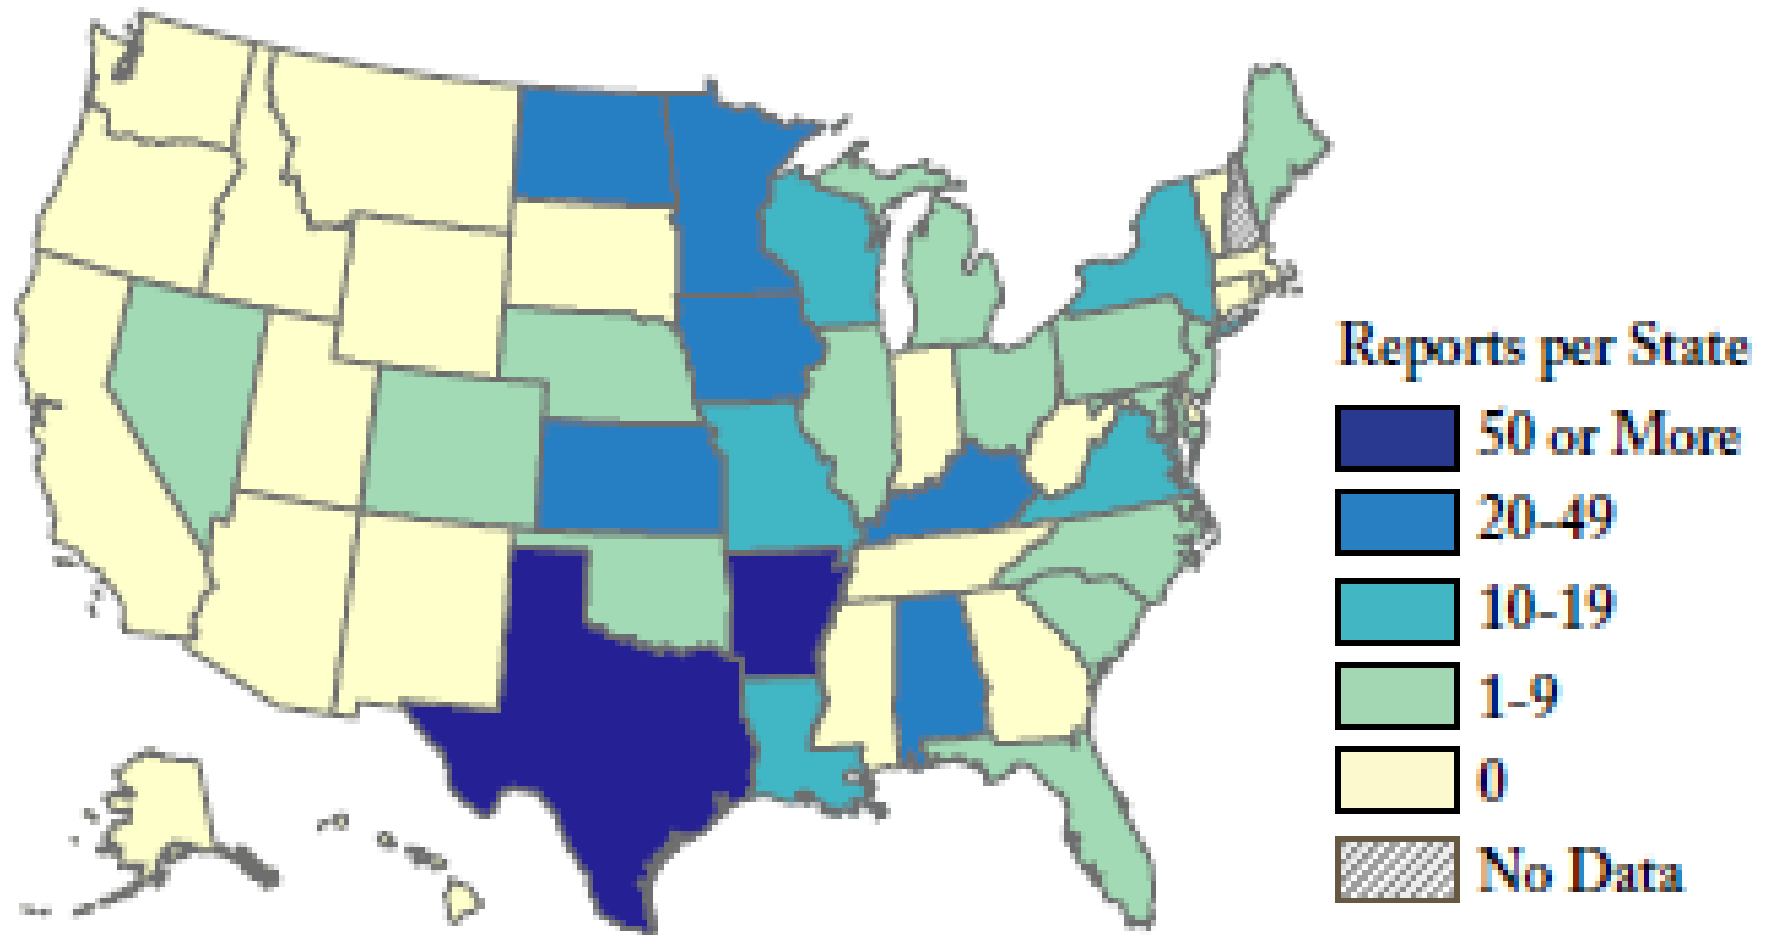 Reports per State
50 or More
20-49
10-19
1-9
0
No Data